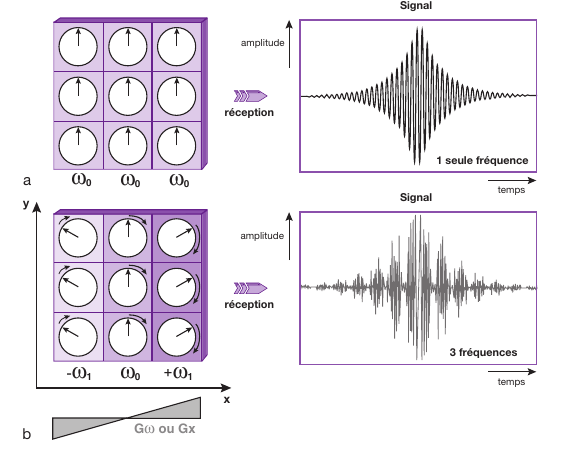 Signal
amplitude
réception
1 seule fréquence
a
ω₀ ω₀ ω₀
temps
Signal
y
amplitude
réception
3 fréquences
-ω₁ ω₀ +ω₁
temps
x
Gω ou Gx
b